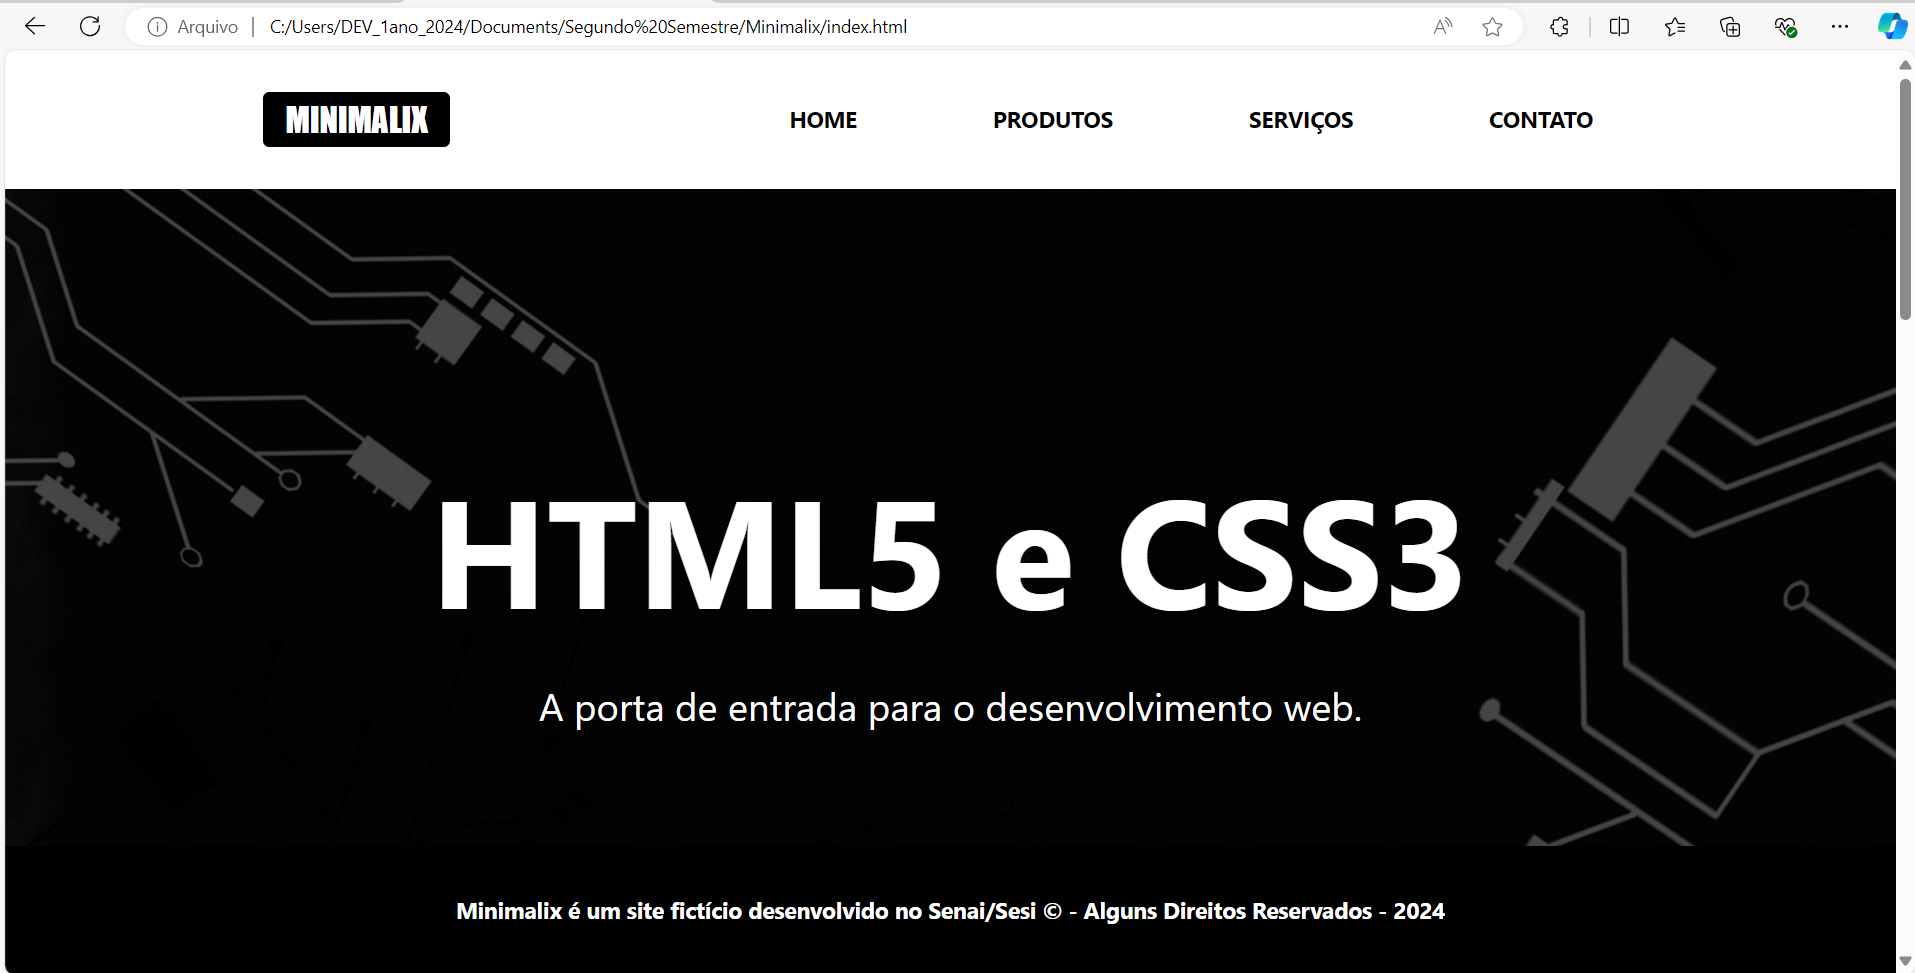 Arquivo | C:/Users/DEV_1ano_2024/Documents/Segundo%20Semestre/Minimalix/index.html
MINIMALIX
HOME PRODUTOS SERVIÇOS CONTATO
HTML5 e CSS3
A porta de entrada para o desenvolvimento web.
Minimalix é um site fictício desenvolvido no Senai/Sesi © - Alguns Direitos Reservados - 2024